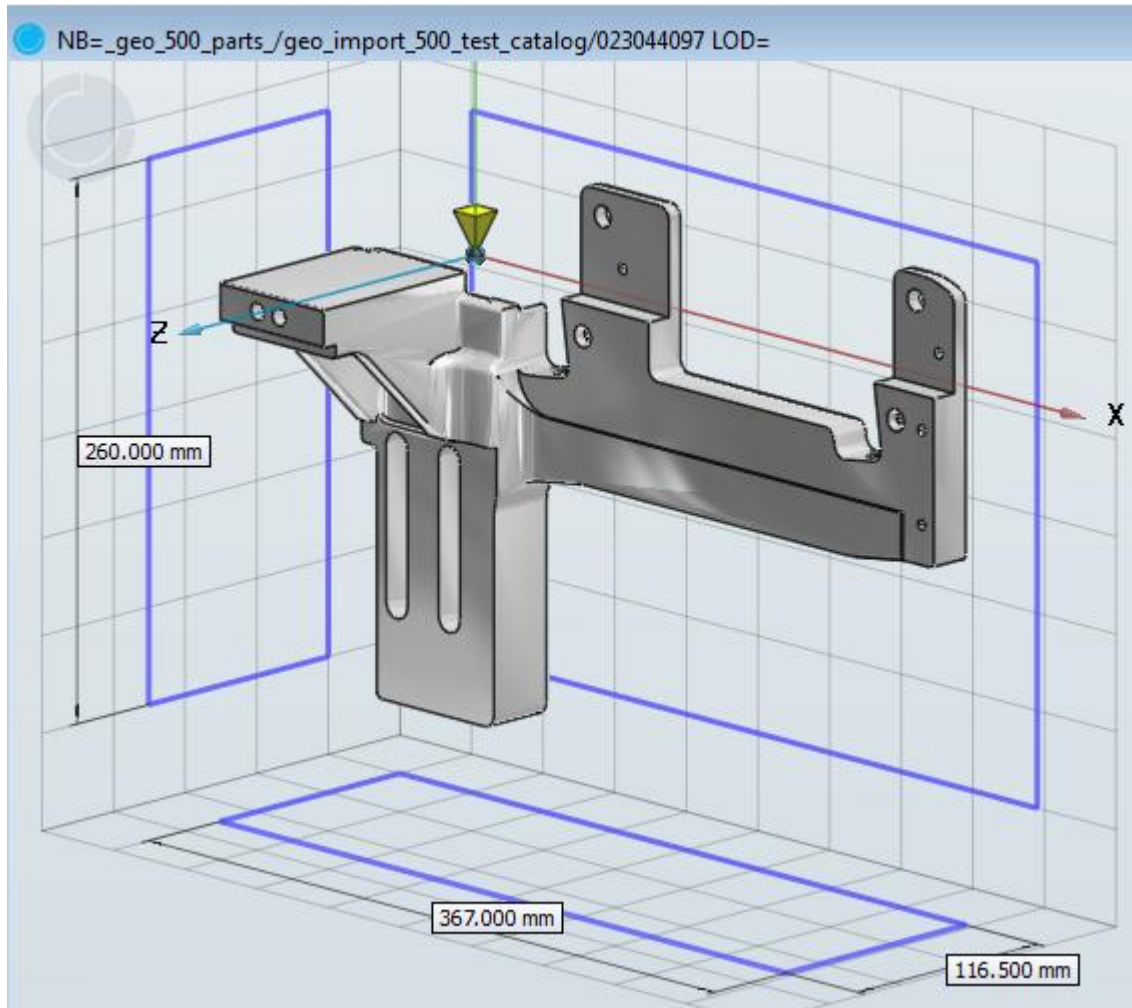 NB=_geo_500_parts_/geo_import_500_test_catalog/023044097 LOD=
Z
X
260.000 mm
367.000 mm
116.500 mm